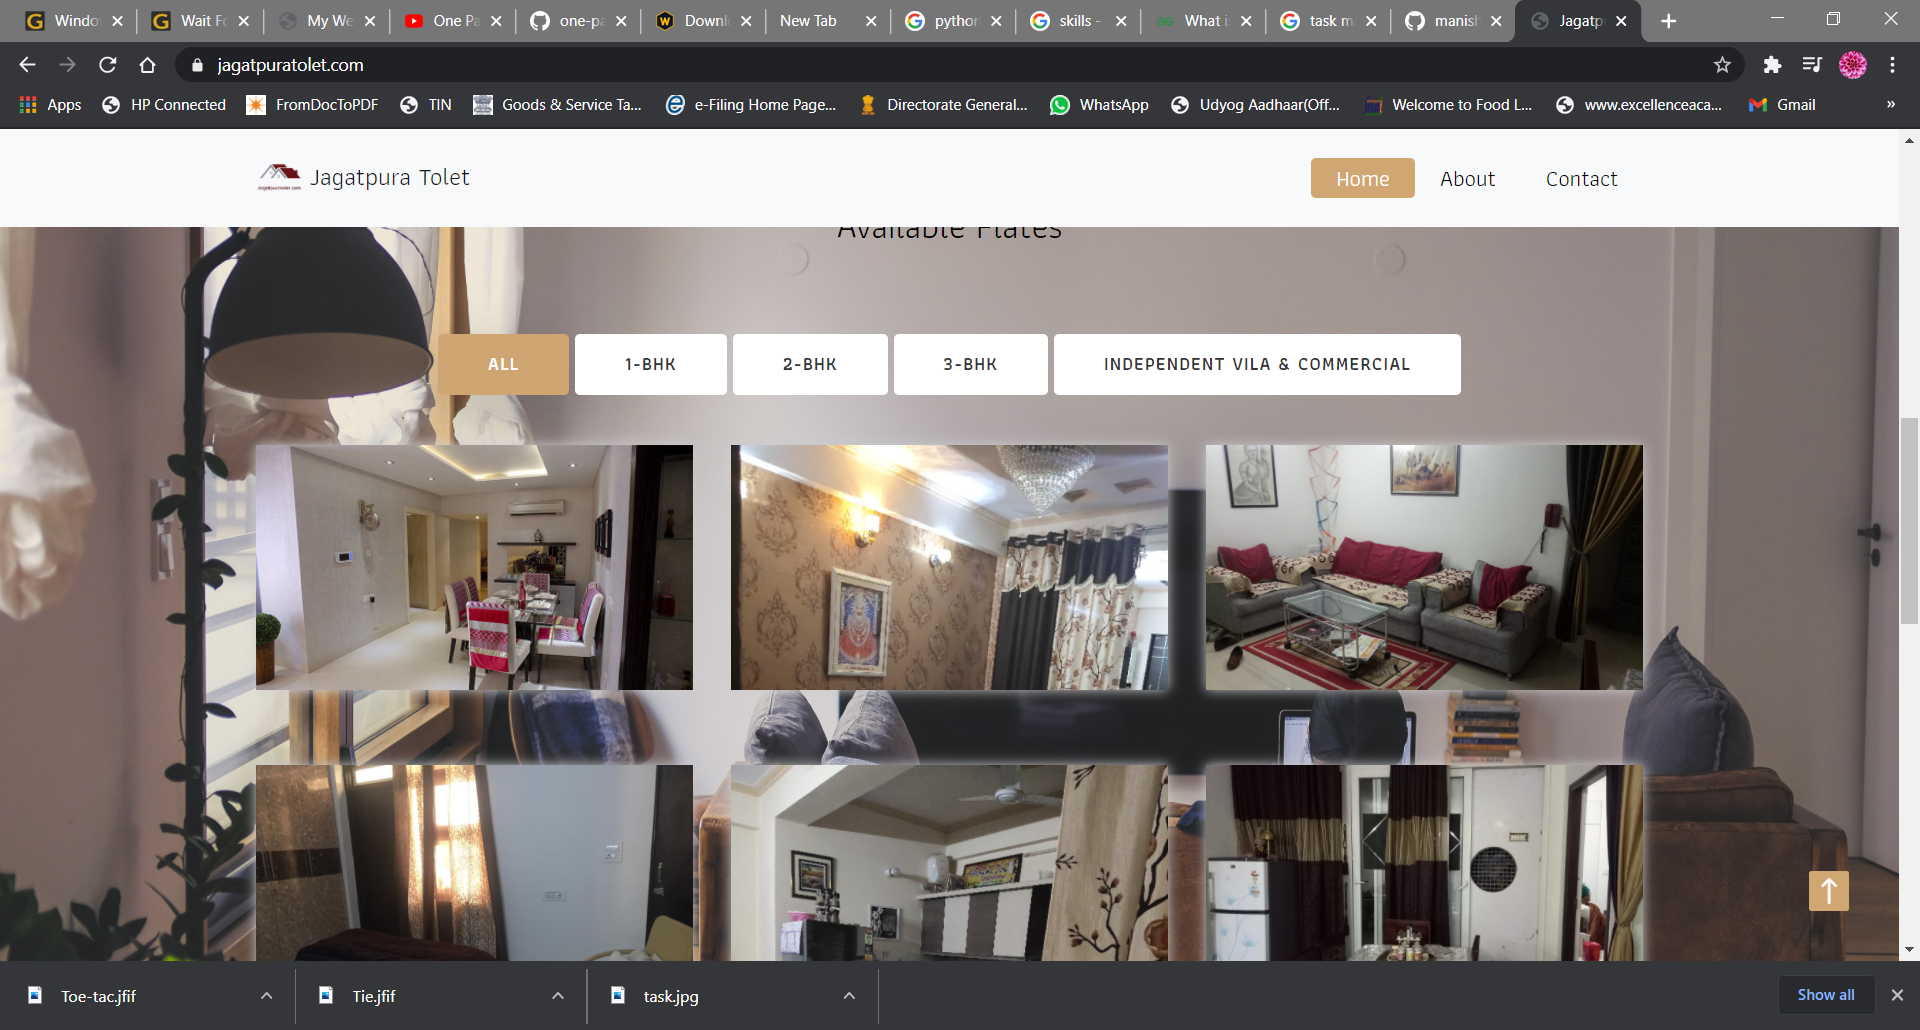 Windo
Wait Fo
My We
One Pa
one-pa
Downl
New Tab
python
skills -
What is
task m
manish
Jagatp
jagatpuratolet.com
Apps
HP Connected
FromDocToPDF
TIN
Goods & Service Ta...
e-Filing Home Page...
Directorate General...
WhatsApp
Udyog Aadhaar(Off...
Welcome to Food L...
www.excellenceaca...
Gmail
»
Jagatpura Tolet
Home
About
Contact
Available Flates
ALL
1-BHK
2-BHK
3-BHK
INDEPENDENT VILA & COMMERCIAL
Toe-tac.jfif
Tie.jfif
task.jpg
Show all